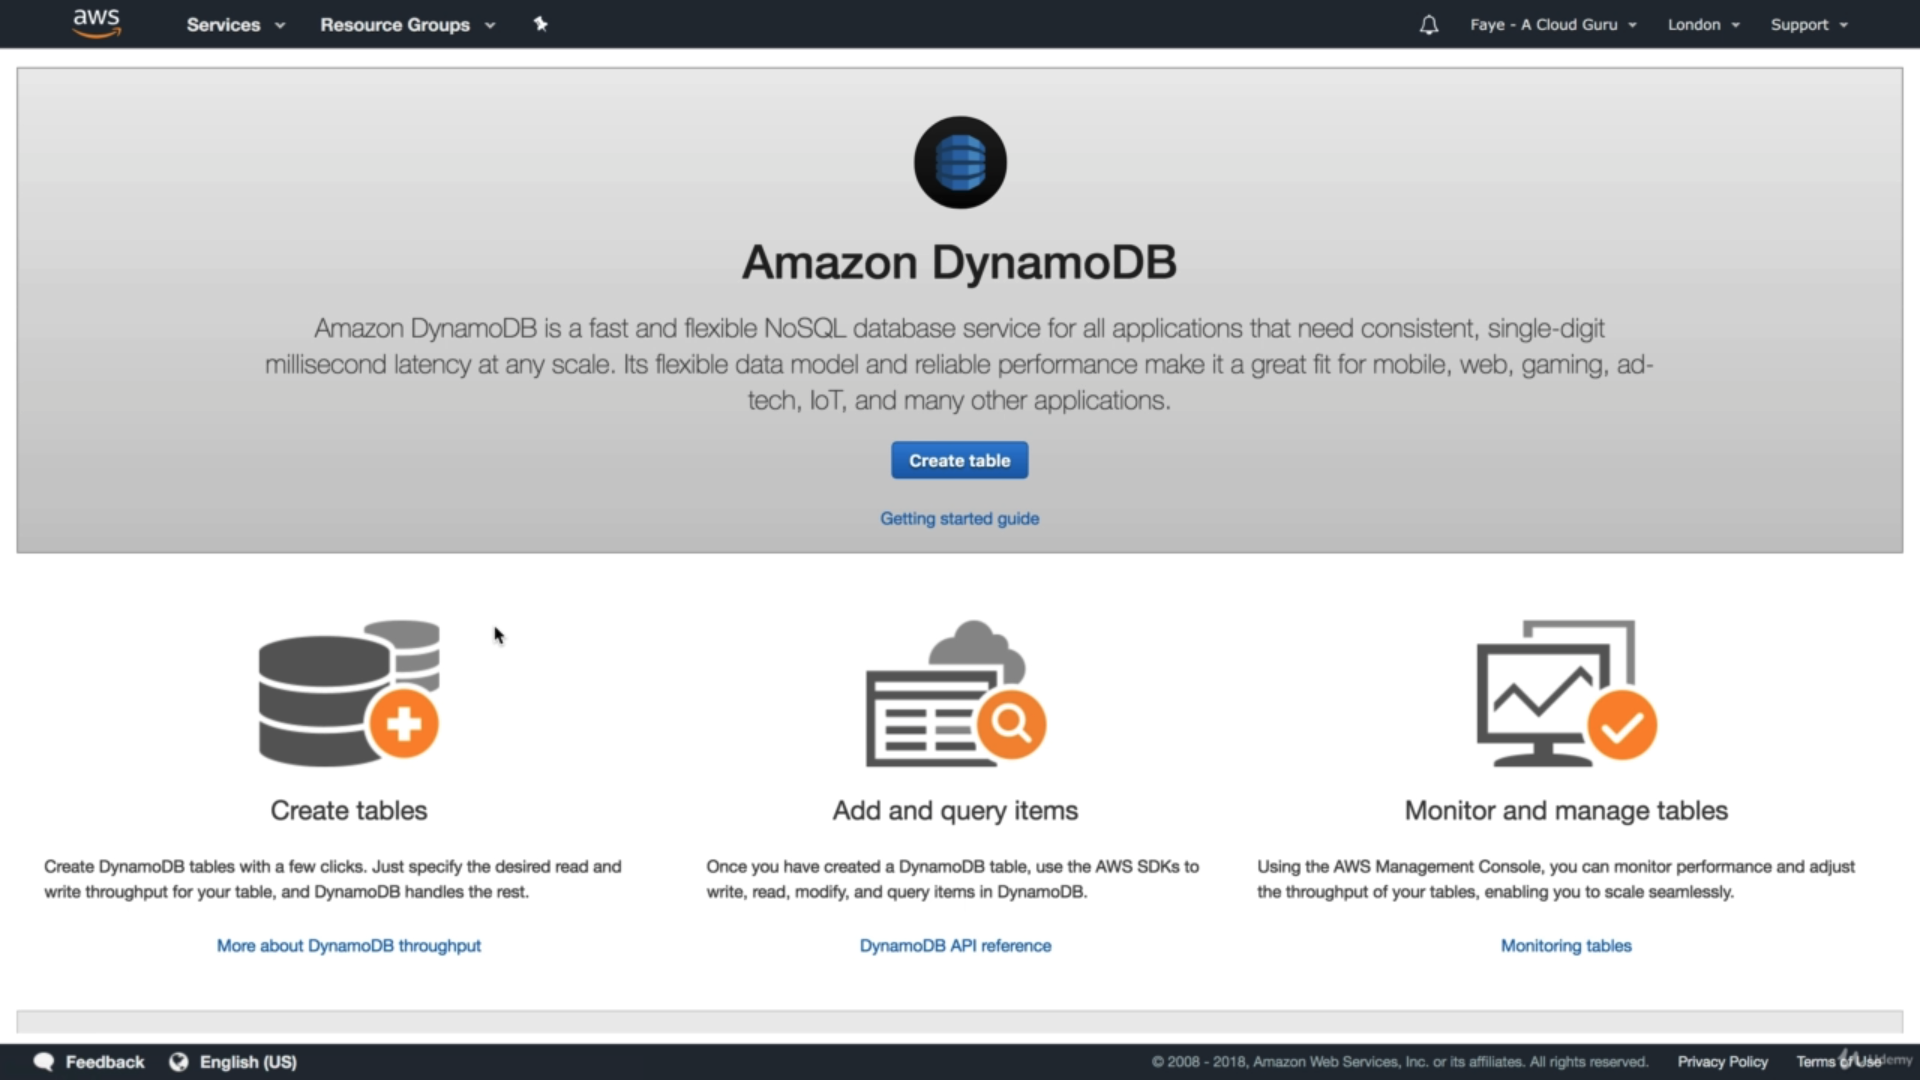 aws Services Resource Groups Faye - A Cloud Guru London Support
Amazon DynamoDB
Amazon DynamoDB is a fast and flexible NoSQL database service for all applications that need consistent, single-digit
millisecond latency at any scale. Its flexible data model and reliable performance make it a great fit for mobile, web, gaming, ad-
tech, IoT, and many other applications.
Create table
Getting started guide
Create tables
Create DynamoDB tables with a few clicks. Just specify the desired read and
write throughput for your table, and DynamoDB handles the rest.
More about DynamoDB throughput
Add and query items
Once you have created a DynamoDB table, use the AWS SDKs to
write, read, modify, and query items in DynamoDB.
DynamoDB API reference
Monitor and manage tables
Using the AWS Management Console, you can monitor performance and adjust
the throughput of your tables, enabling you to scale seamlessly.
Monitoring tables
Feedback English (US) © 2008 - 2018, Amazon Web Services, Inc. or its affiliates. All rights reserved. Privacy Policy Terms of Use